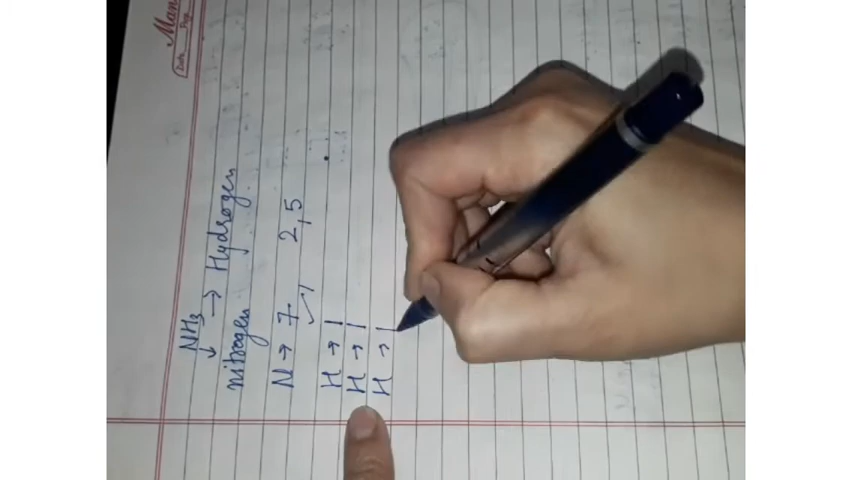 NH₃ → Hydrogen
↓
nitrogen
N → 7 2,5
H → 1
H → 1
H → 1